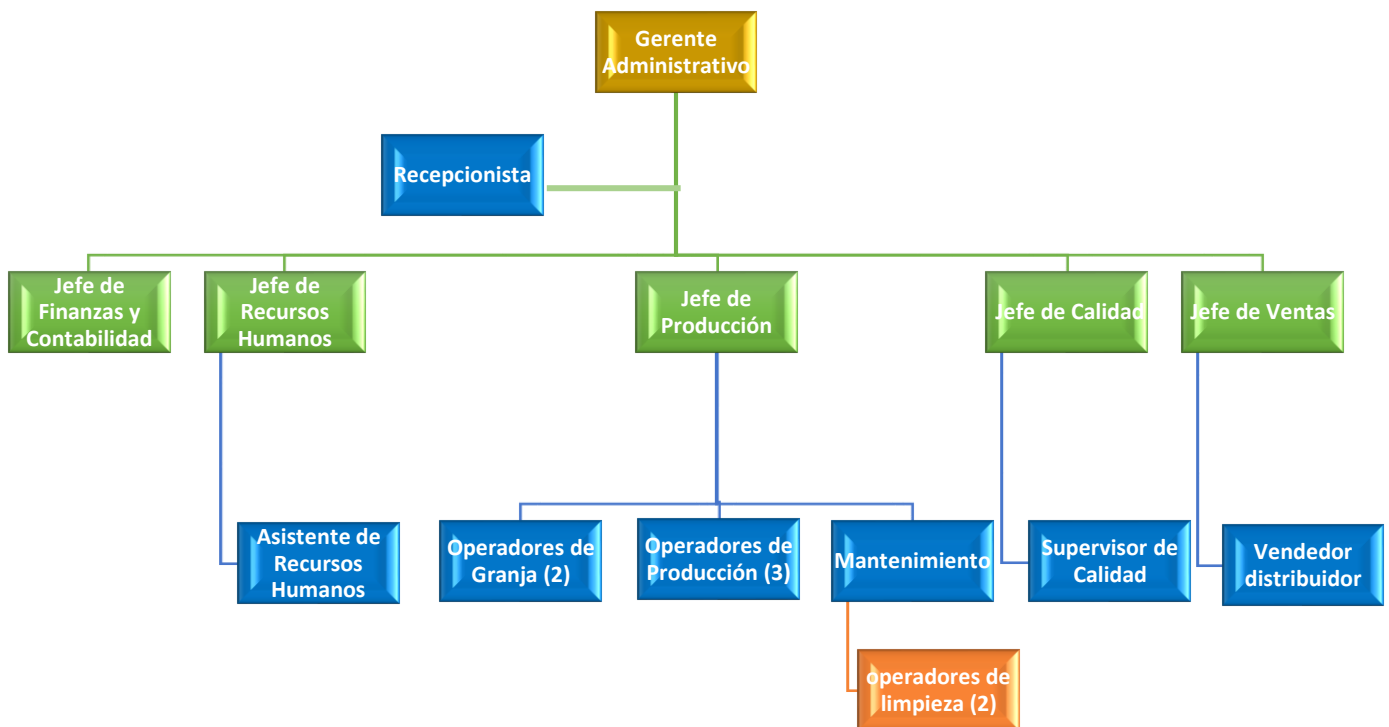 Gerente
Administrativo
Recepcionista
Jefe de
Finanzas y
Contabilidad
Jefe de
Recursos
Humanos
Jefe de
Producción
Jefe de Calidad
Jefe de Ventas
Asistente de
Recursos
Humanos
Operadores de
Granja (2)
Operadores de
Producción (3)
Mantenimiento
Supervisor de
Calidad
Vendedor
distribuidor
operadores de
limpieza (2)